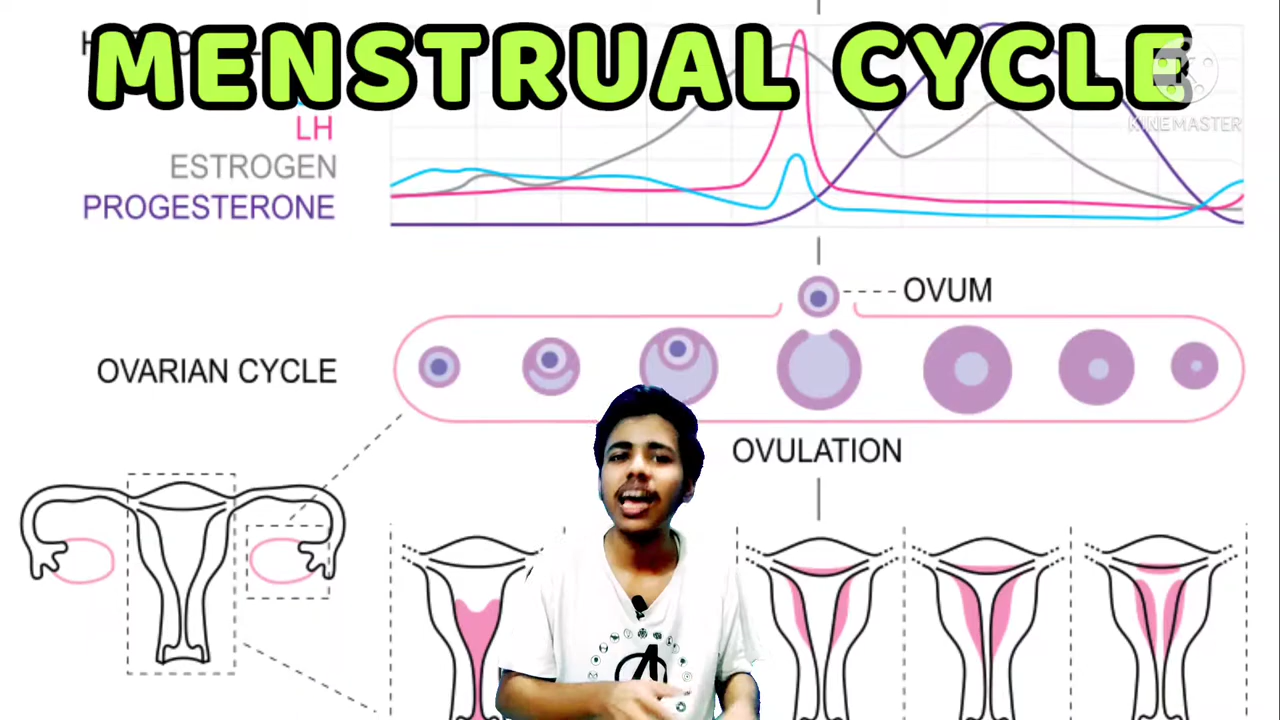 MENSTRUAL CYCLE
KINEMASTER
LH
ESTROGEN
PROGESTERONE
OVUM
OVARIAN CYCLE
OVULATION